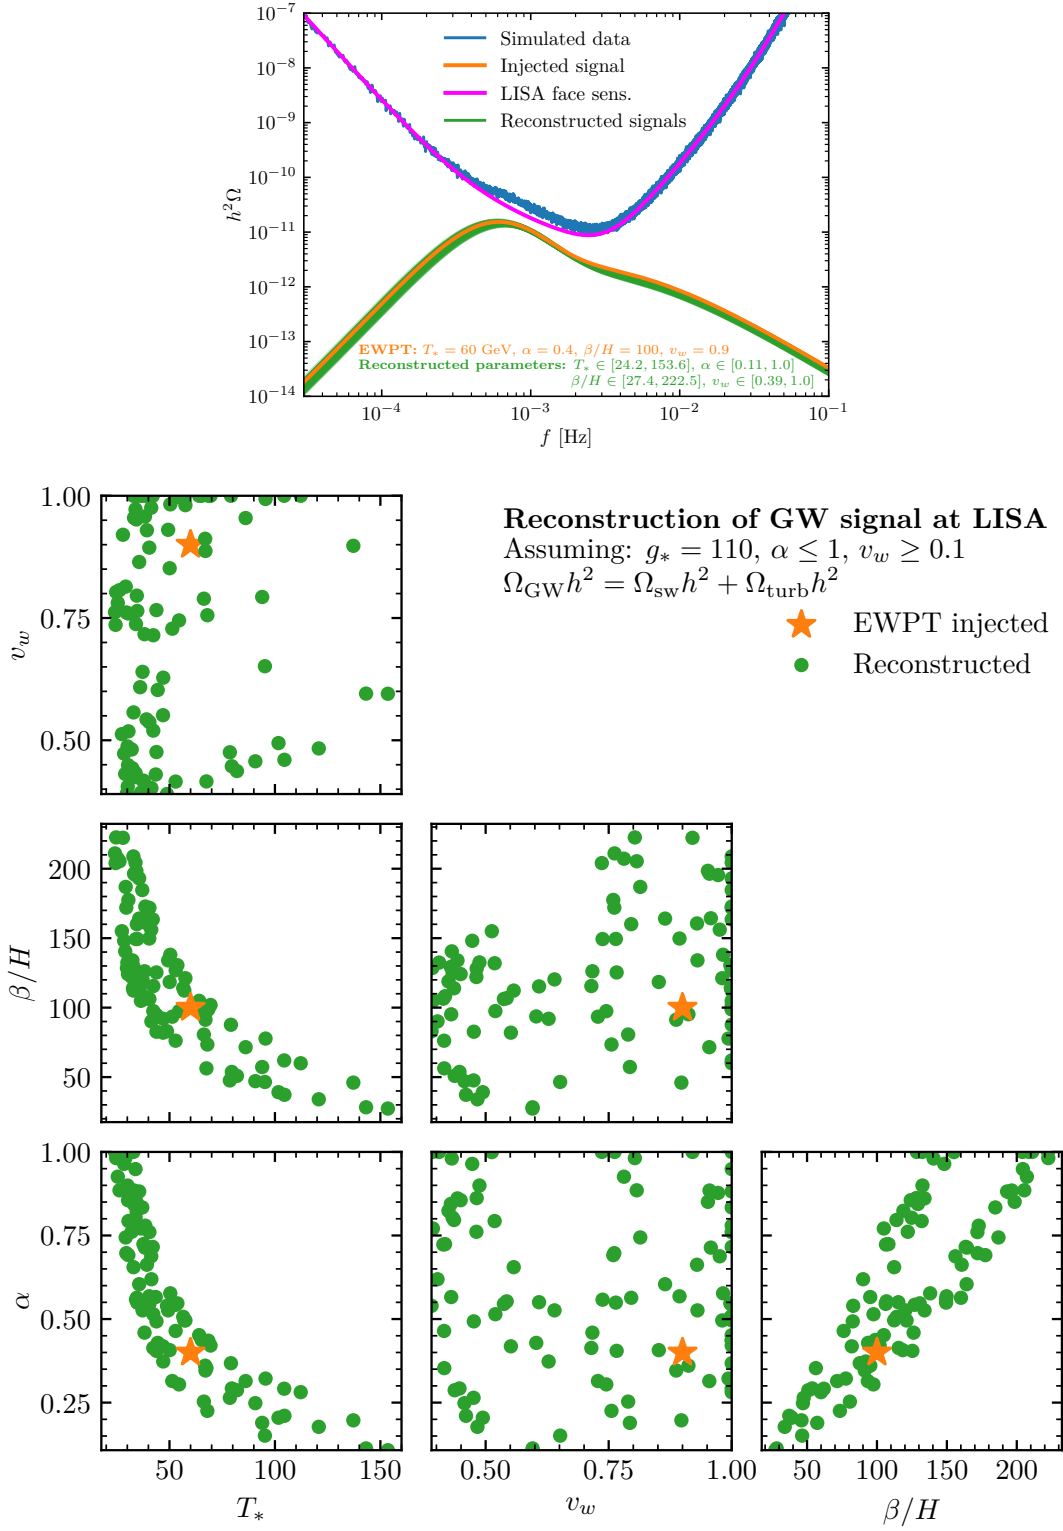 10^{-7}
10^{-8}
10^{-9}
10^{-10}
10^{-11}
10^{-12}
10^{-13}
10^{-14}
h^2Ω
Simulated data
Injected signal
LISA face sens.
Reconstructed signals
EWPT: T_* = 60 GeV, α = 0.4, β/H = 100, v_w = 0.9
Reconstructed parameters: T_* ∈ [24.2, 153.6], α ∈ [0.11, 1.0]
β/H ∈ [27.4, 222.5], v_w ∈ [0.39, 1.0]
10^{-4} 10^{-3} 10^{-2} 10^{-1}
f [Hz]
Reconstruction of GW signal at LISA
Assuming: g_* = 110, α ≤ 1, v_w ≥ 0.1
Ω_{GW}h^2 = Ω_{sw}h^2 + Ω_{turb}h^2
EWPT injected
Reconstructed
1.00
0.75
0.50
v_w
200
150
100
50
β/H
1.00
0.75
0.50
0.25
α
50 100 150
T_*
0.50 0.75 1.00
v_w
50 100 150 200
β/H